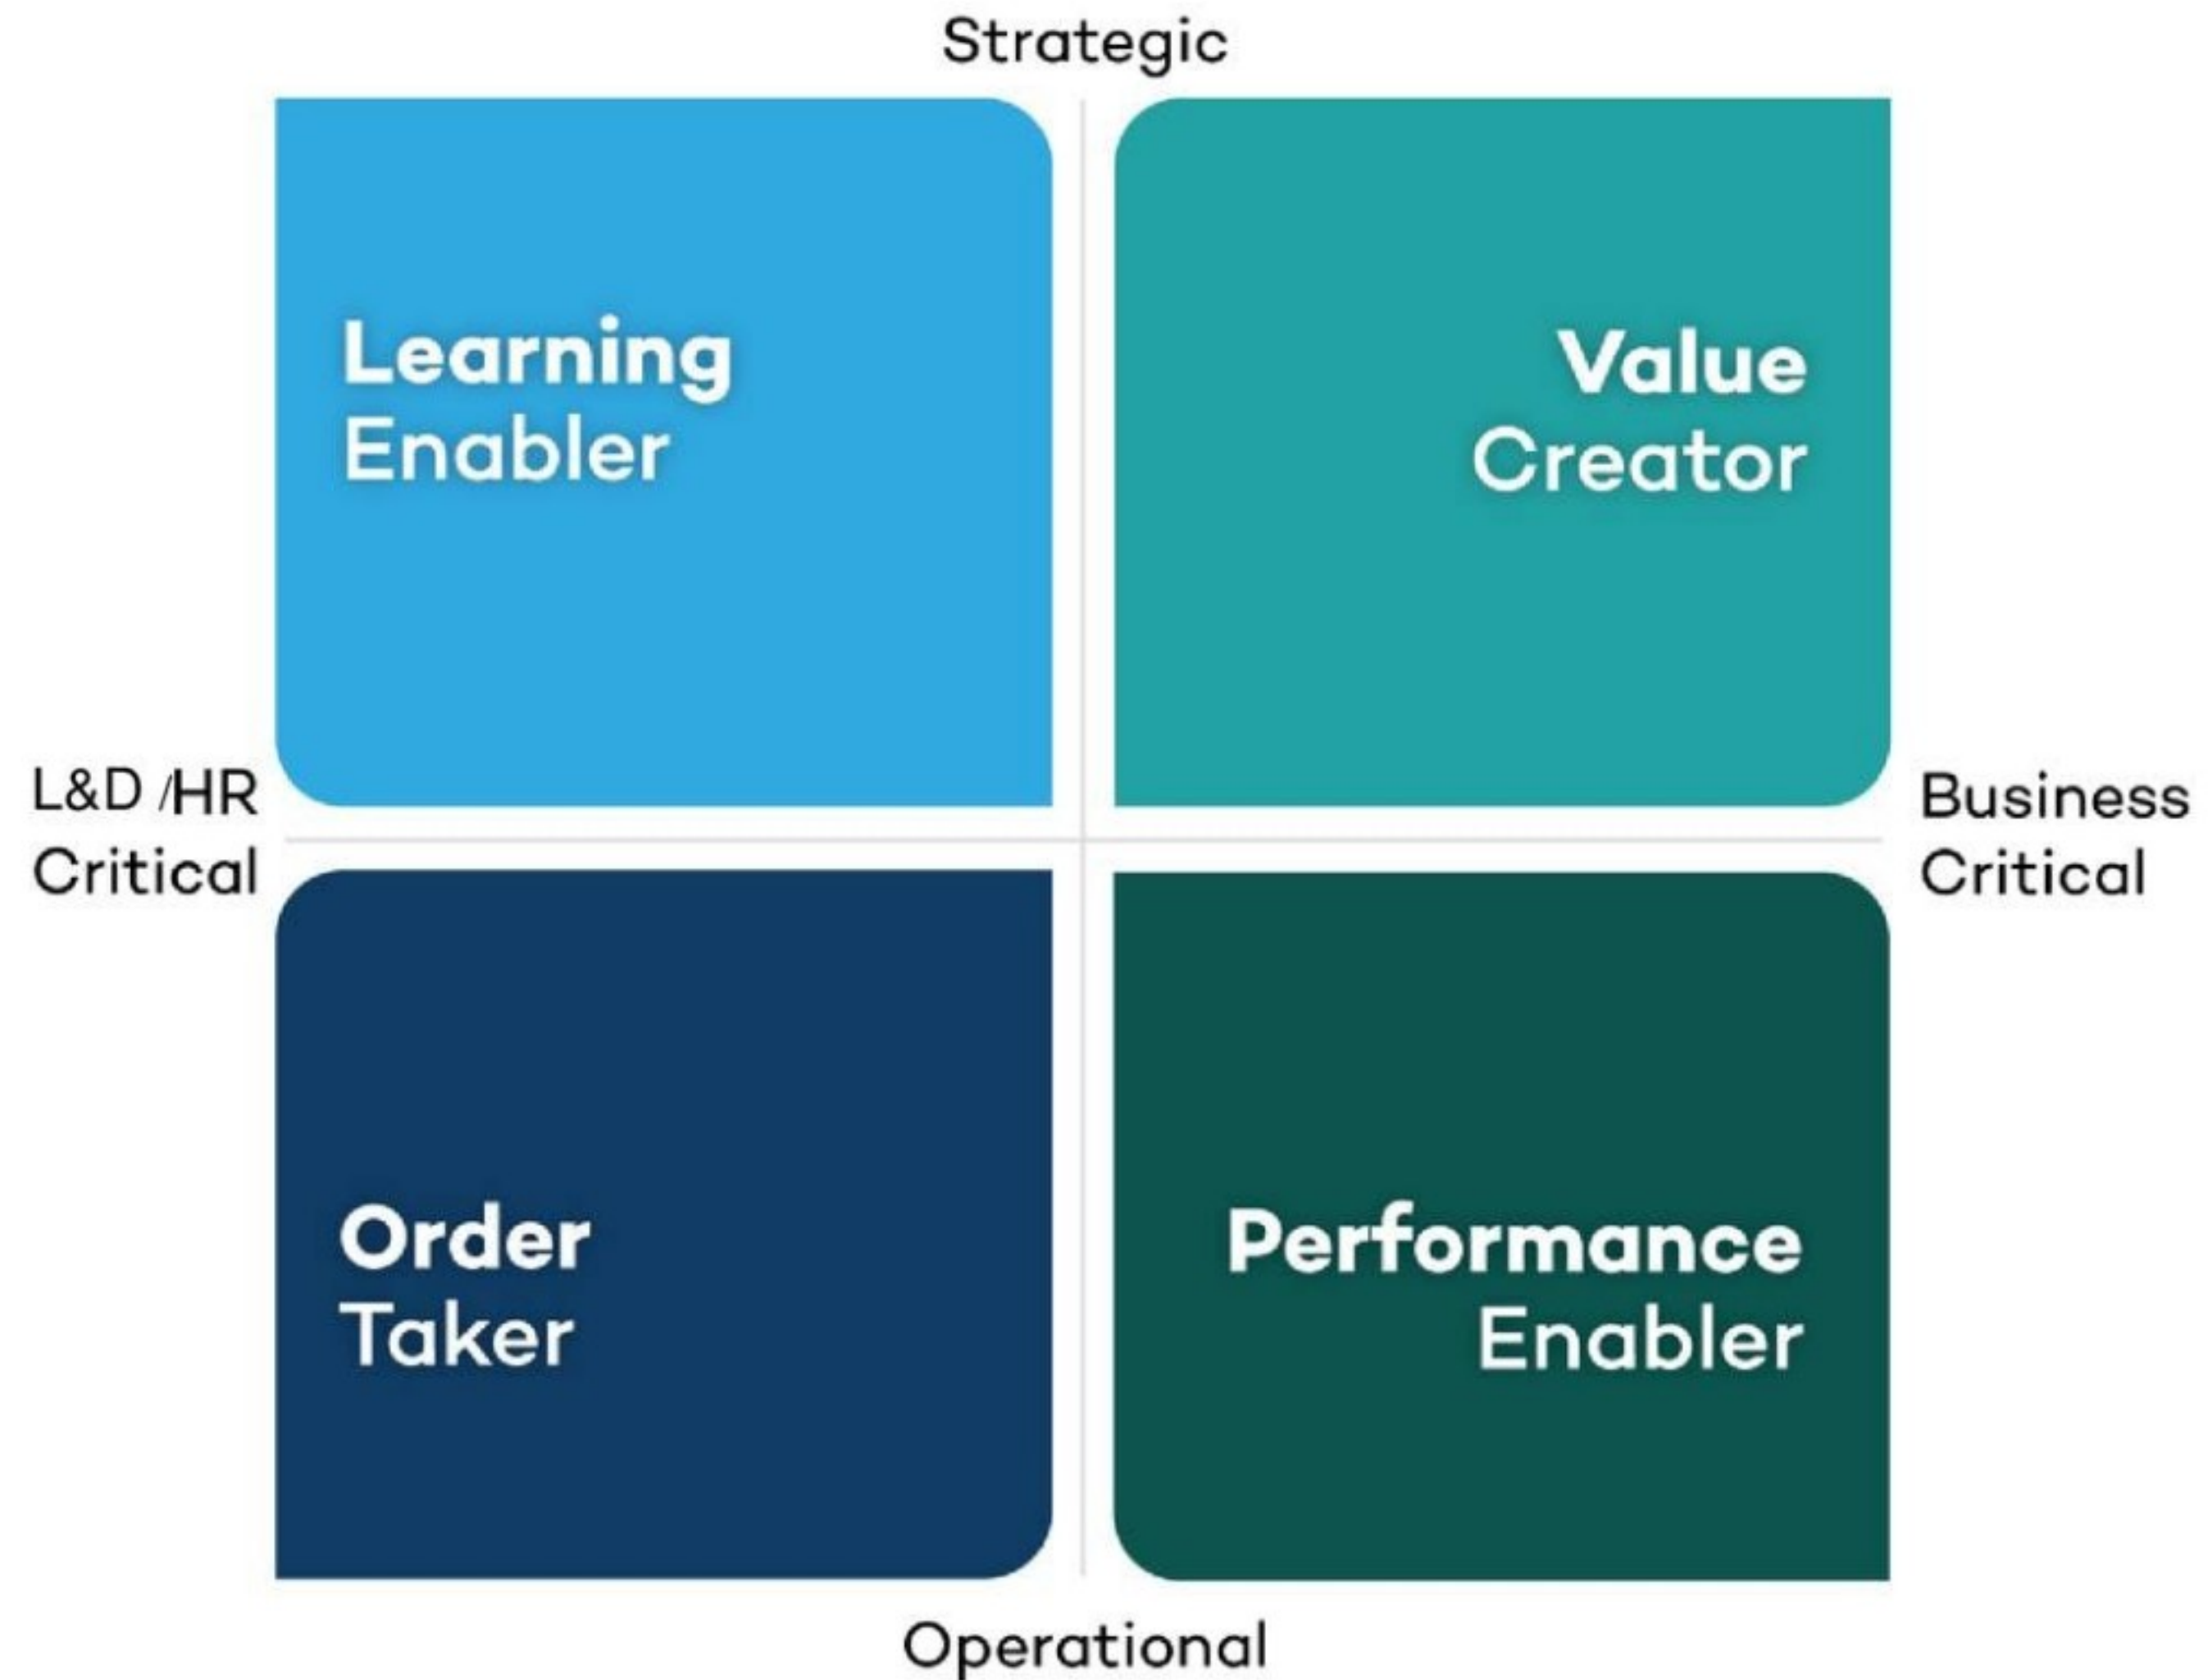 Strategic
Learning
Enabler
Value
Creator
L&D /HR
Critical
Business
Critical
Order
Taker
Performance
Enabler
Operational